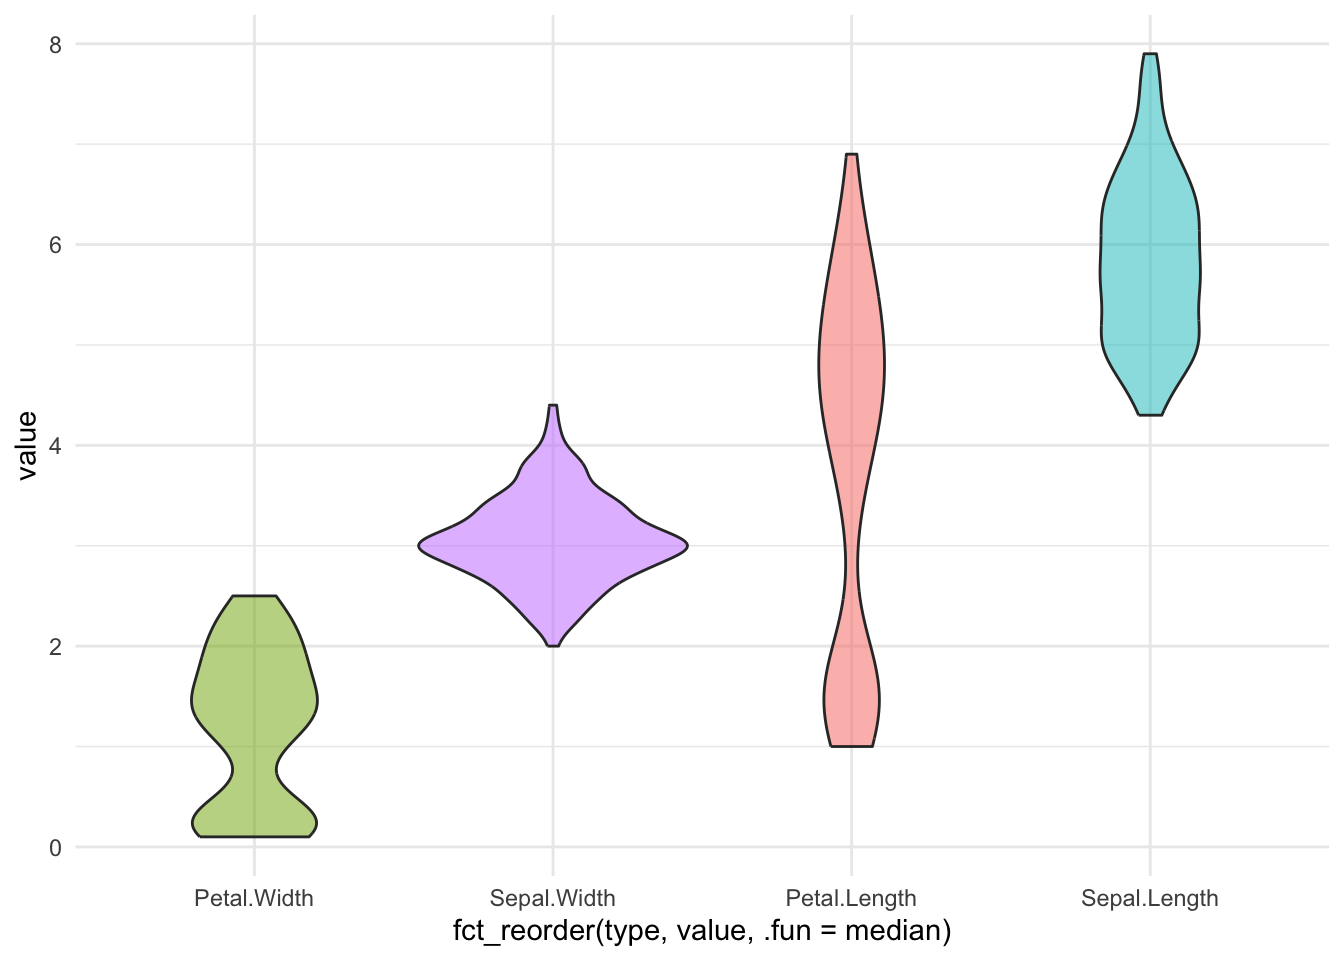 8
6
4
2
0
value
Petal.Width
Sepal.Width
Petal.Length
Sepal.Length
fct_reorder(type, value, .fun = median)